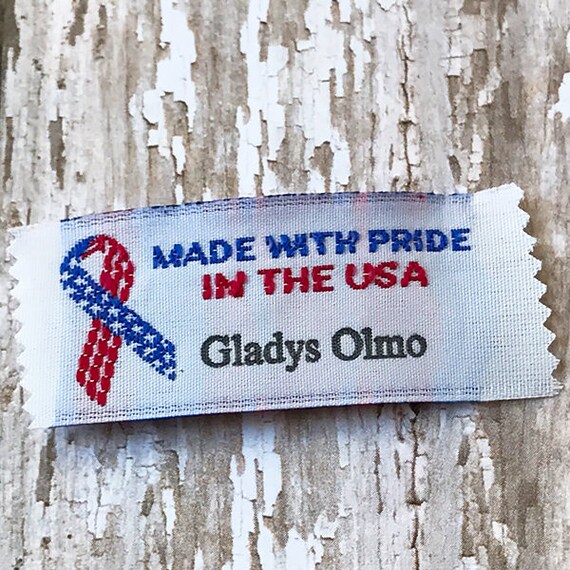 MADE WITH PRIDE
IN THE USA
Gladys Olmo